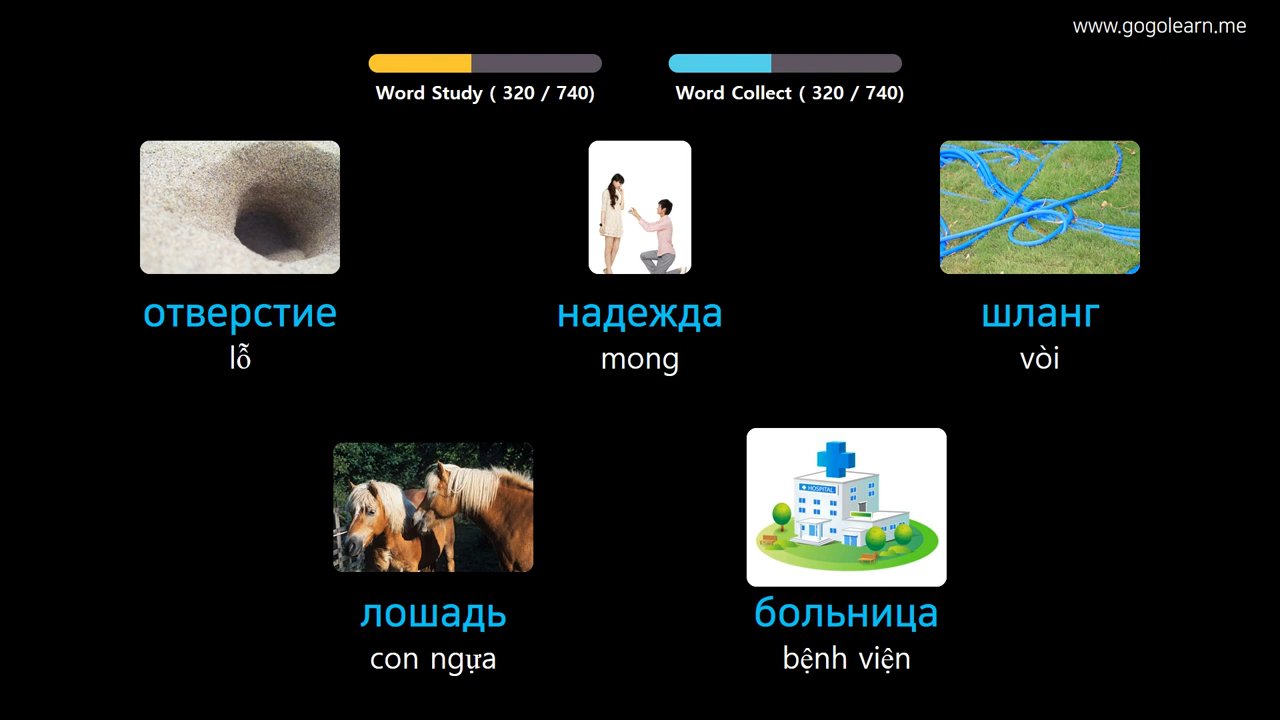 www.gogolearn.me
Word Study ( 320 / 740)
Word Collect ( 320 / 740)
отверстие
lỗ
надежда
mong
шланг
vòi
HOSPITAL
лошадь
con ngựa
больница
bệnh viện